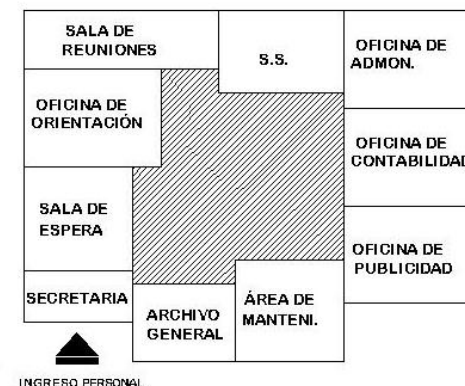 SALA DE
REUNIONES
S.S.
OFICINA DE
ADMON.
OFICINA DE
ORIENTACIÓN
OFICINA DE
CONTABILIDAD
SALA DE
ESPERA
OFICINA DE
PUBLICIDAD
SECRETARIA
ARCHIVO
GENERAL
ÁREA DE
MANTENI.
INGRESO PERSONAL